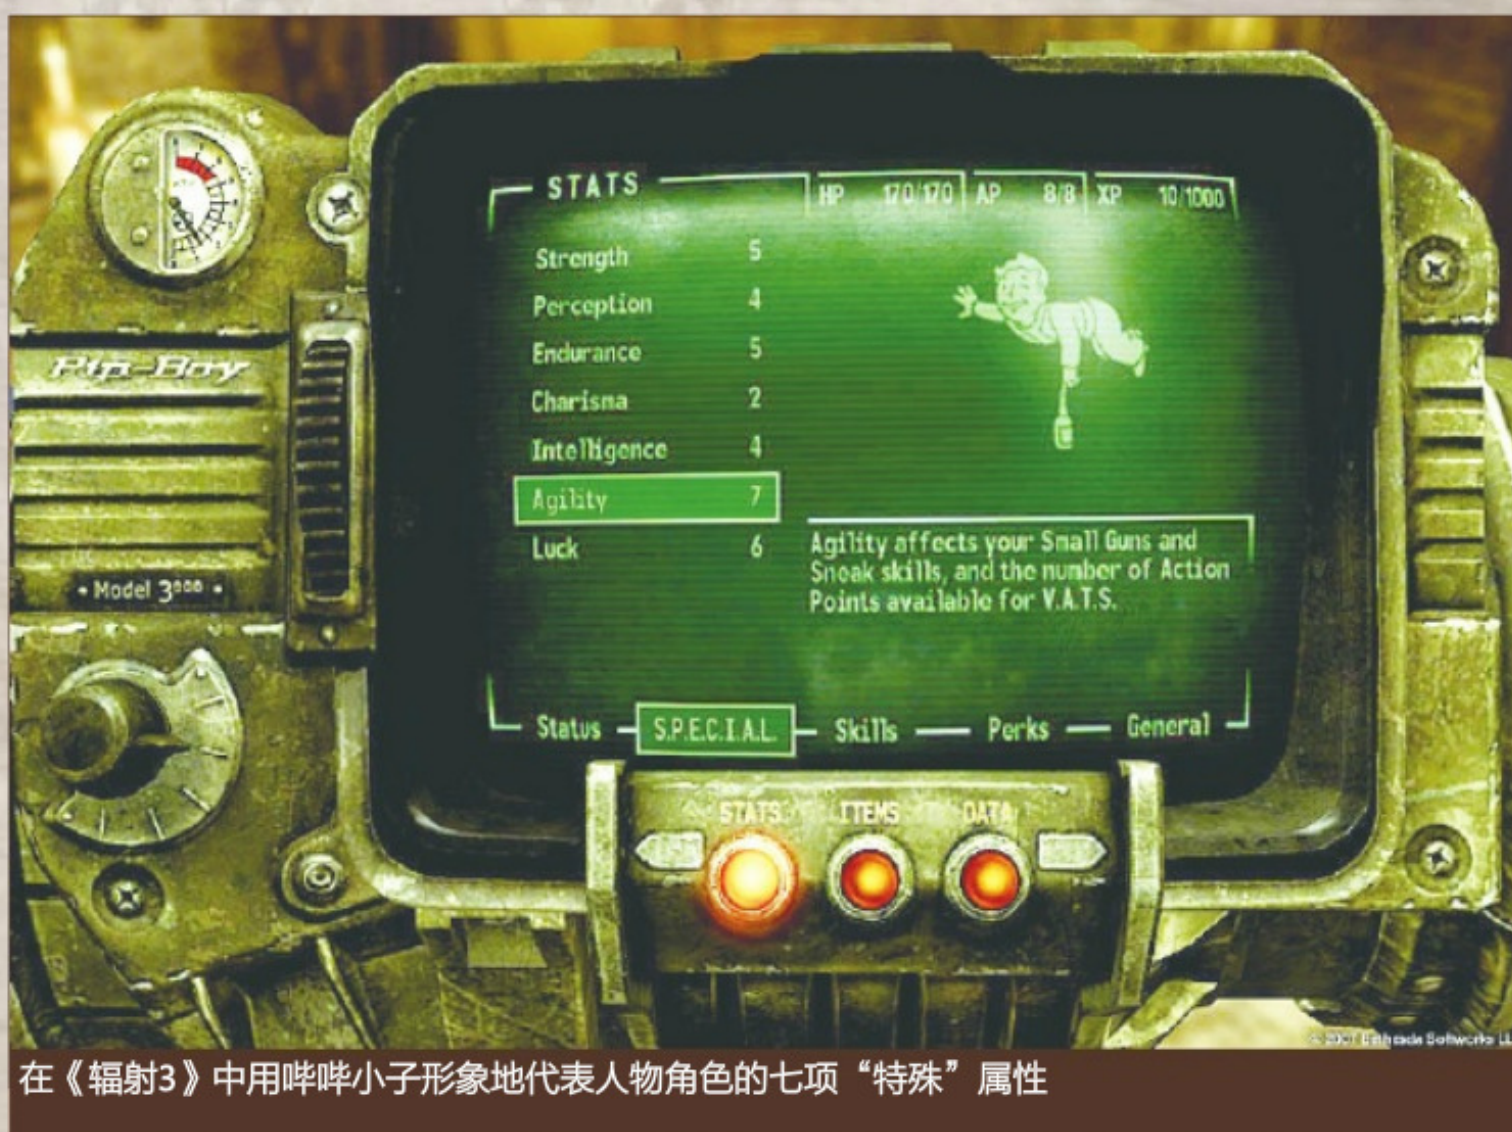 STATS
HP 170/170 AP 8/8 XP 10/1000
Strength 5
Perception 4
Endurance 5
Charisma 2
Intelligence 4
Agility 7
Luck 6
Agility affects your Small Guns and
Sneak skills, and the number of Action
Points available for V.A.T.S.
Status S.P.E.C.I.A.L. Skills Perks General
Pip-Boy
• Model 3000 •
STATS ITEMS DATA
© 2007 Bethesda Softworks
在《辐射3》中用哔哔小子形象地代表人物角色的七项“特殊”属性